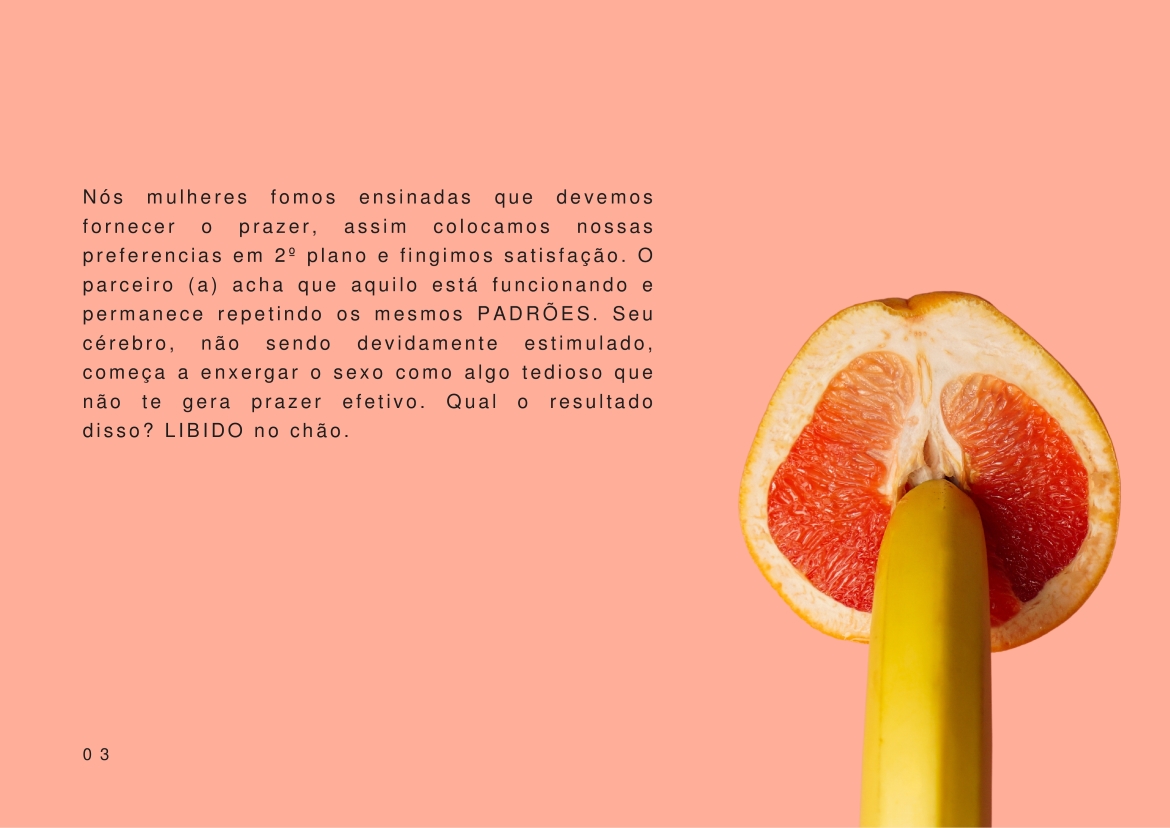 Nós mulheres fomos ensinadas que devemos
fornecer o prazer, assim colocamos nossas
preferencias em 2º plano e fingimos satisfação. O
parceiro (a) acha que aquilo está funcionando e
permanece repetindo os mesmos PADRÕES. Seu
cérebro, não sendo devidamente estimulado,
começa a enxergar o sexo como algo tedioso que
não te gera prazer efetivo. Qual o resultado
disso? LIBIDO no chão.
03